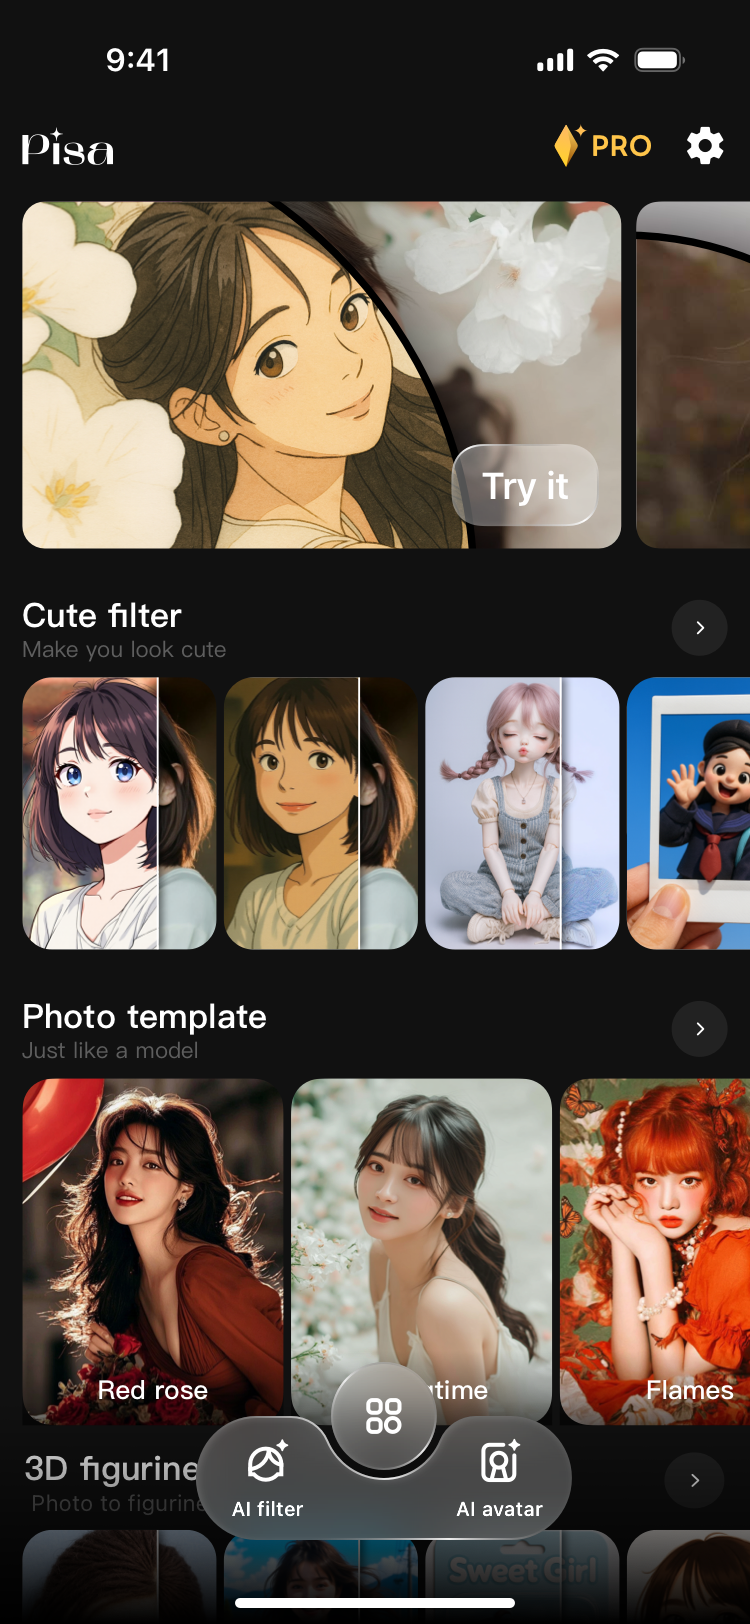 9:41
Pisa
PRO
Try it
Cute filter
Make you look cute
Photo template
Just like a model
Red rose
time
Flames
3D figurine
Photo to figurine
AI filter
AI avatar
Sweet Girl